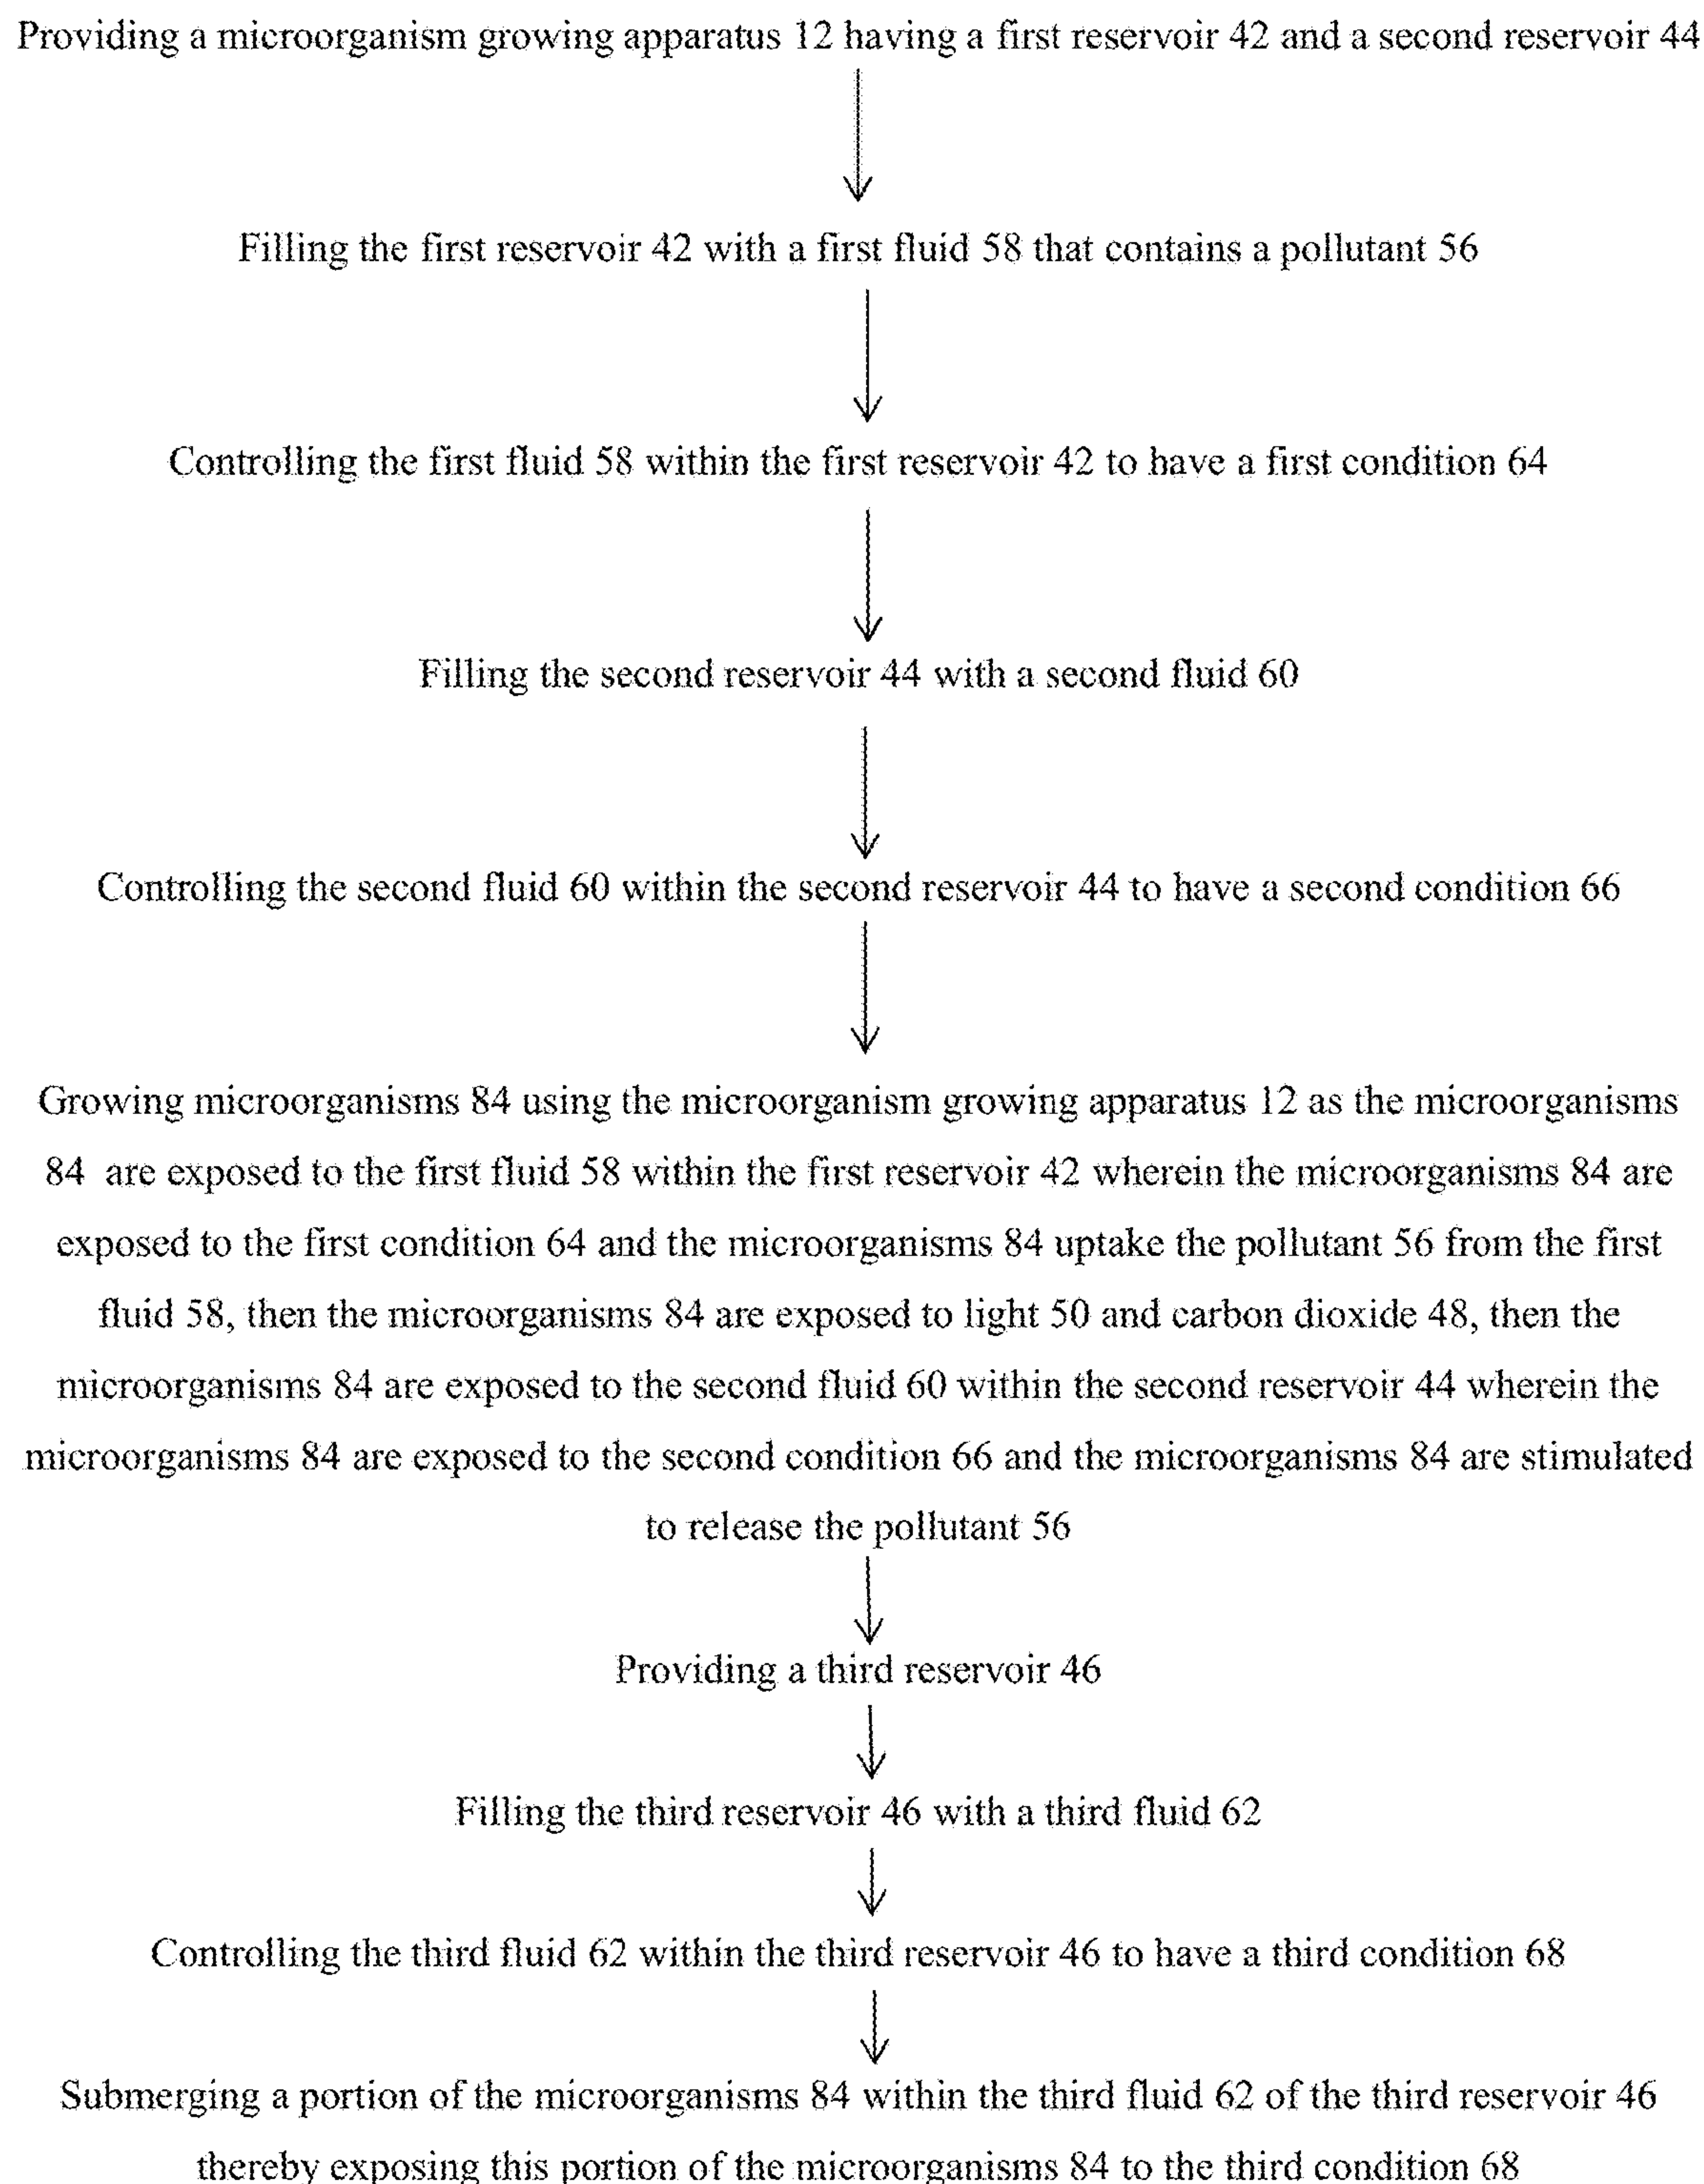 Providing a microorganism growing apparatus 12 having a first reservoir 42 and a second reservoir 44
Filling the first reservoir 42 with a first fluid 58 that contains a pollutant 56
Controlling the first fluid 58 within the first reservoir 42 to have a first condition 64
Filling the second reservoir 44 with a second fluid 60
Controlling the second fluid 60 within the second reservoir 44 to have a second condition 66
Growing microorganisms 84 using the microorganism growing apparatus 12 as the microorganisms
84 are exposed to the first fluid 58 within the first reservoir 42 wherein the microorganisms 84 are
exposed to the first condition 64 and the microorganisms 84 uptake the pollutant 56 from the first
fluid 58, then the microorganisms 84 are exposed to light 50 and carbon dioxide 48, then the
microorganisms 84 are exposed to the second fluid 60 within the second reservoir 44 wherein the
microorganisms 84 are exposed to the second condition 66 and the microorganisms 84 are stimulated
to release the pollutant 56
Providing a third reservoir 46
Filling the third reservoir 46 with a third fluid 62
Controlling the third fluid 62 within the third reservoir 46 to have a third condition 68
Submerging a portion of the microorganisms 84 within the third fluid 62 of the third reservoir 46
thereby exposing this portion of the microorganisms 84 to the third condition 68